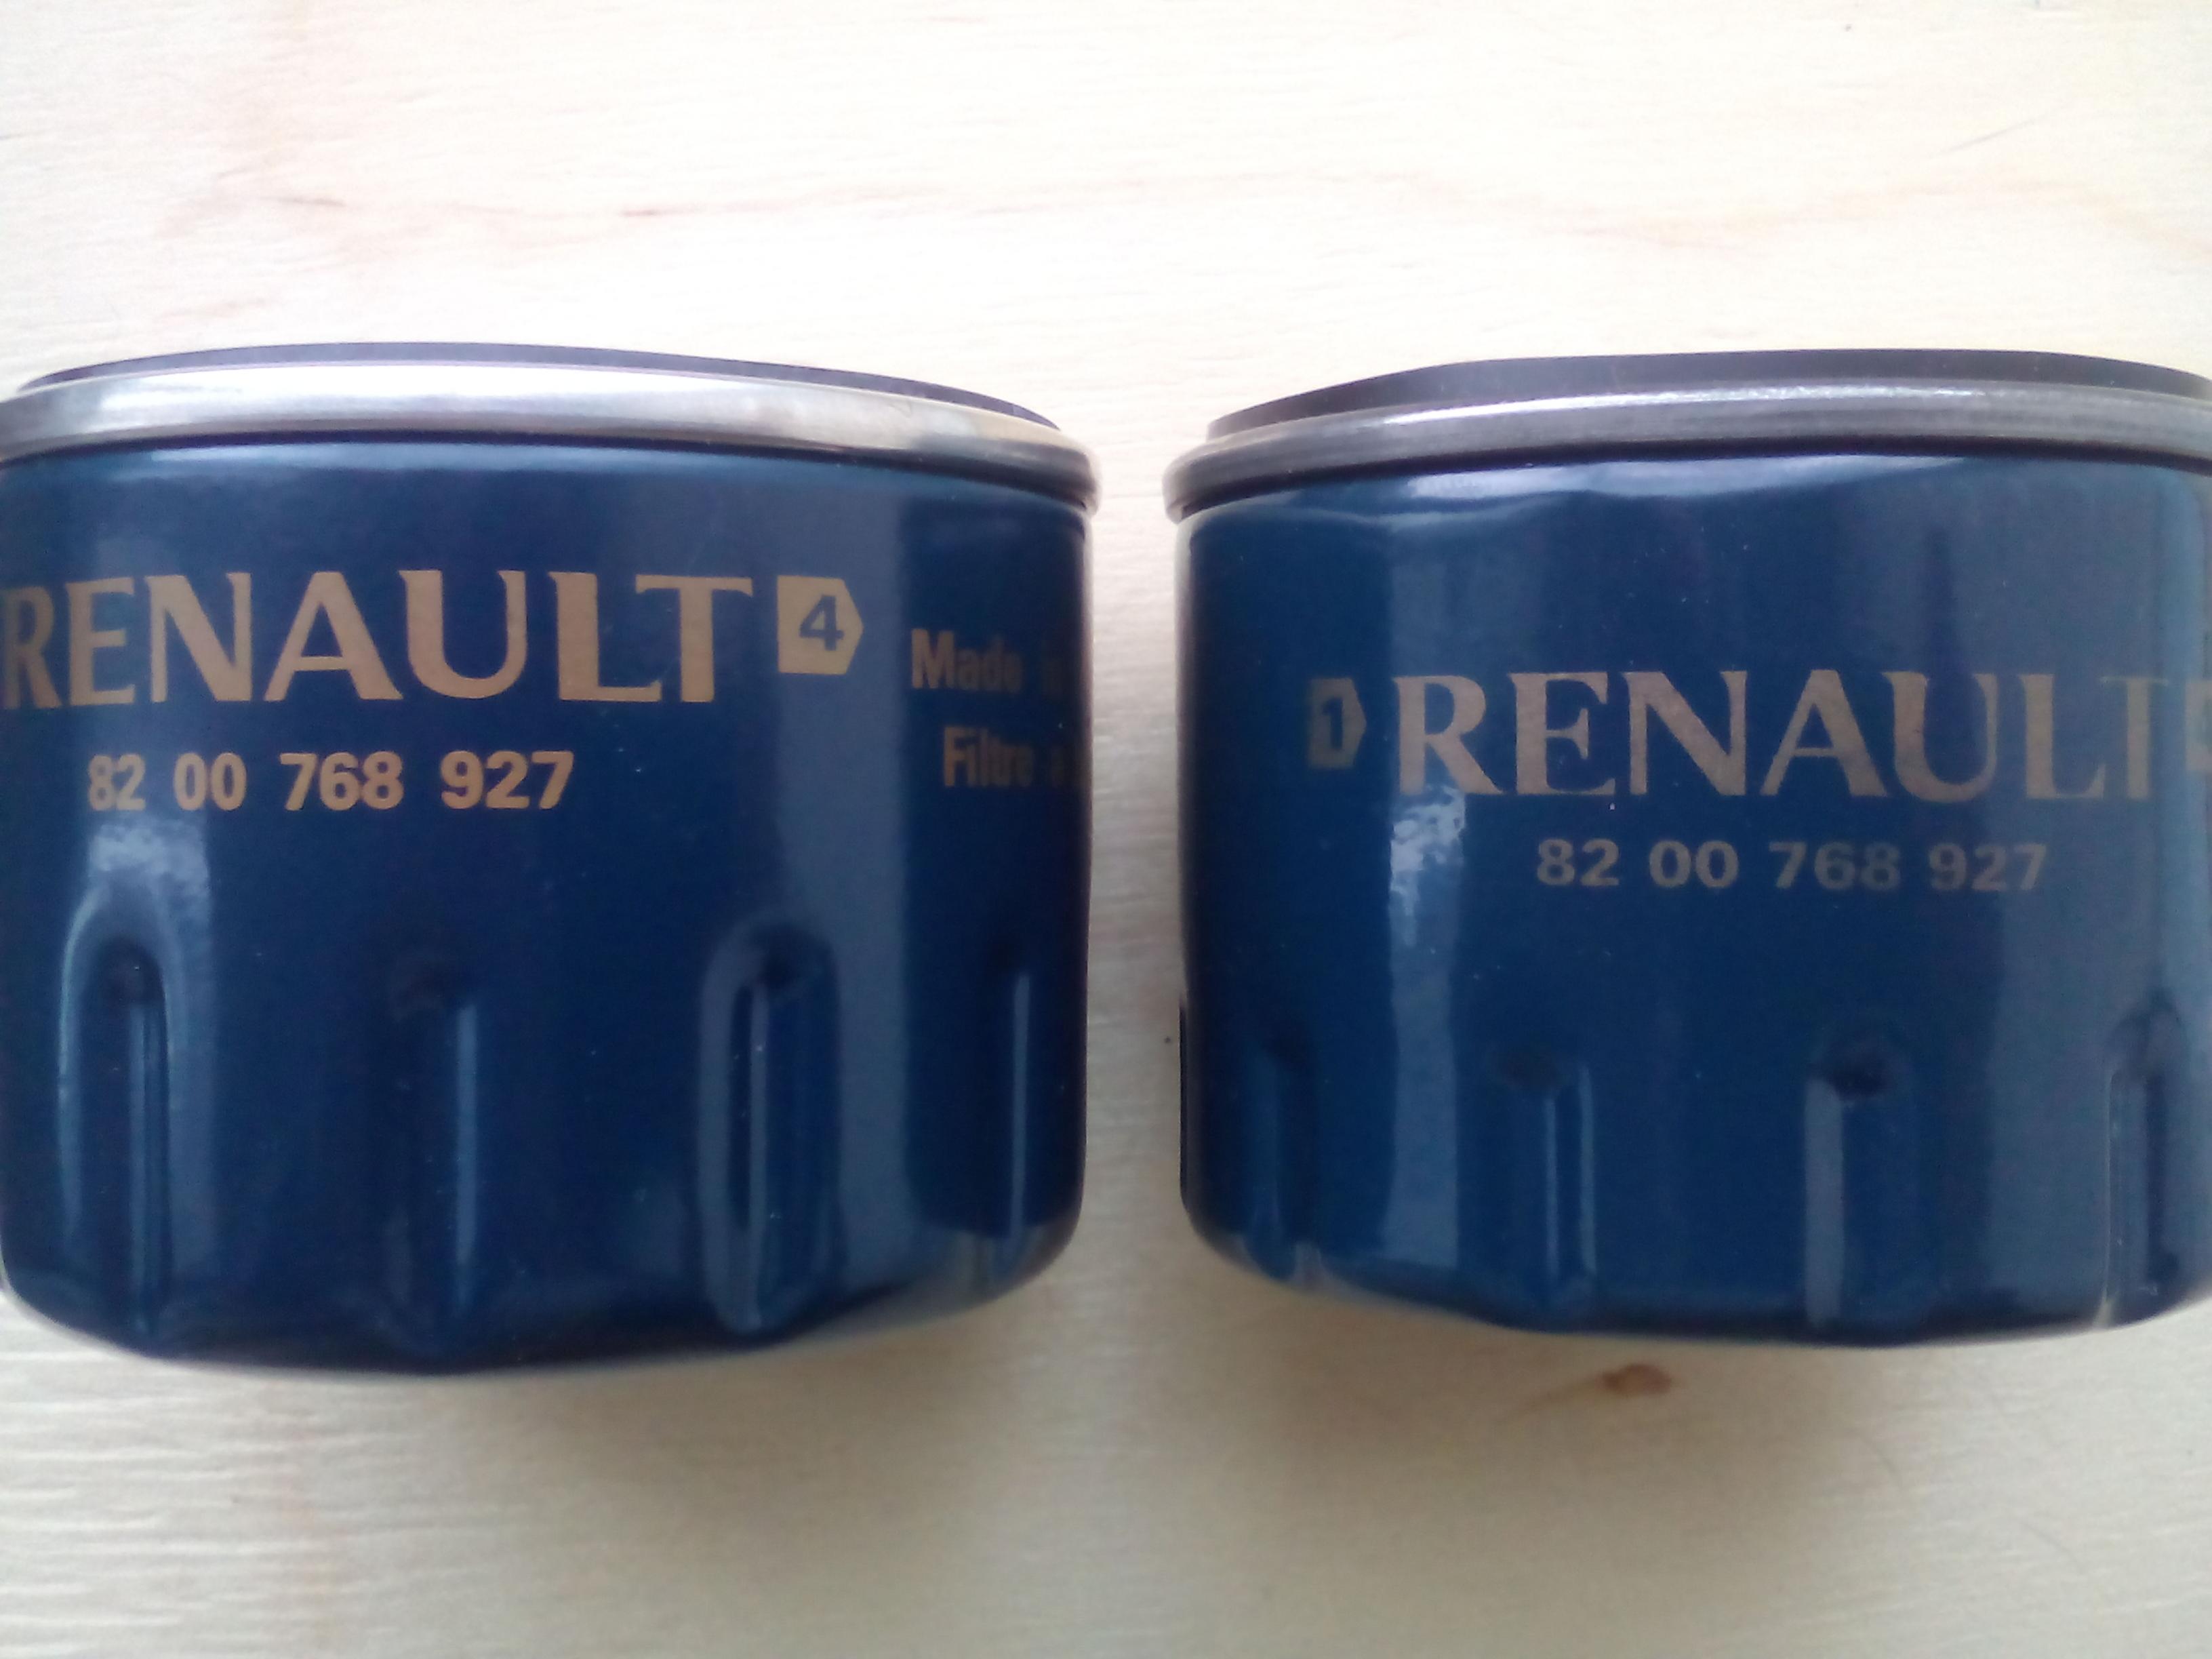 RENAULT 4
82 00 768 927
Made
Filtre
1 RENAULT
82 00 768 927